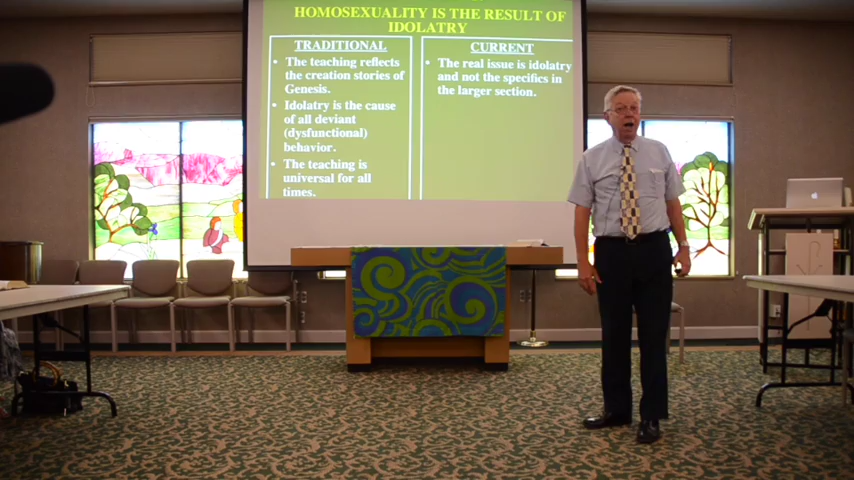 HOMOSEXUALITY IS THE RESULT OF
IDOLATRY
TRADITIONAL
• The teaching reflects
the creation stories of
Genesis.
• Idolatry is the cause
of all deviant
(dysfunctional)
behavior.
• The teaching is
universal for all
times.
CURRENT
• The real issue is idolatry
and not the specifics in
the larger section.